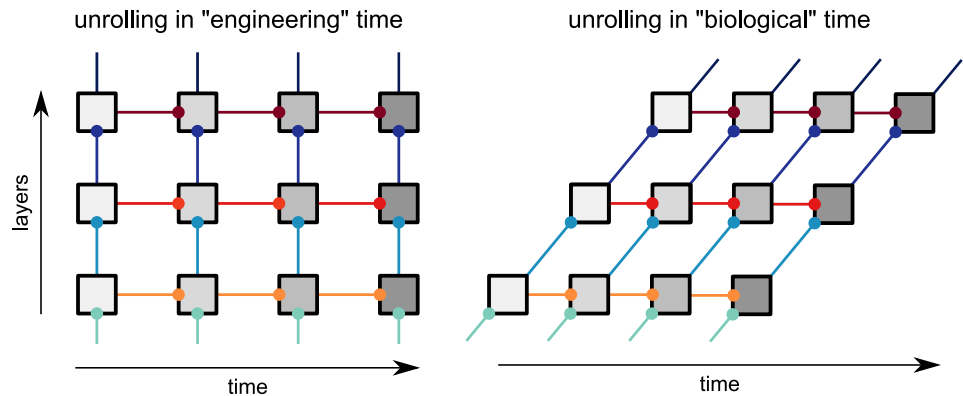 unrolling in "engineering" time
unrolling in "biological" time
layers
time
time